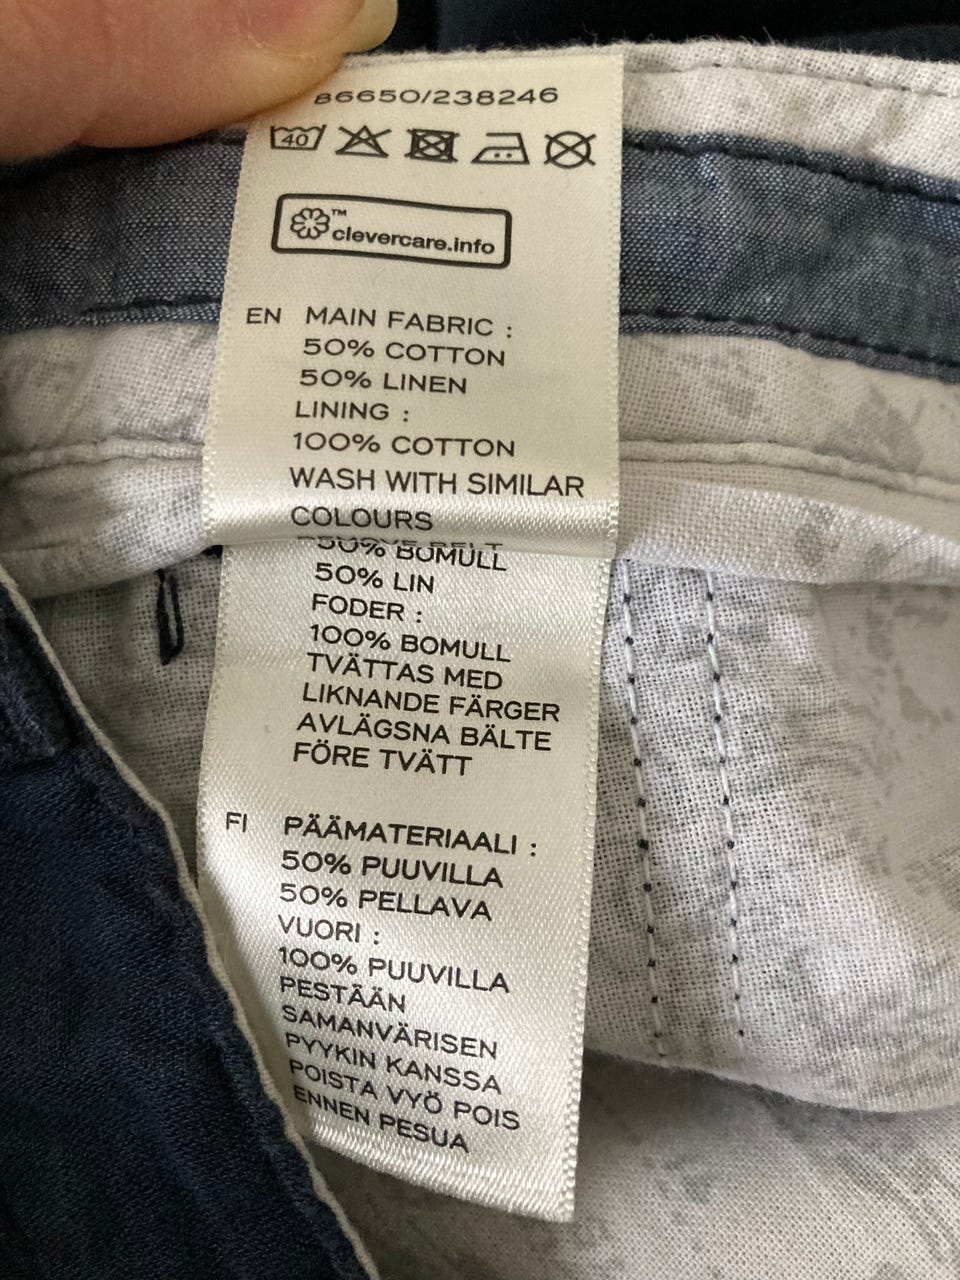 86650/238246
40
™
clevercare.info
EN MAIN FABRIC :
50% COTTON
50% LINEN
LINING :
100% COTTON
WASH WITH SIMILAR
COLOURS
50% BOMULL
50% LIN
FODER :
100% BOMULL
TVÄTTAS MED
LIKNANDE FÄRGER
AVLÄGSNA BÄLTE
FÖRE TVÄTT
FI PÄÄMATERIAALI :
50% PUUVILLA
50% PELLAVA
VUORI :
100% PUUVILLA
PESTÄÄN
SAMANVÄRISEN
PYYKIN KANSSA
POISTA VYÖ POIS
ENNEN PESUA